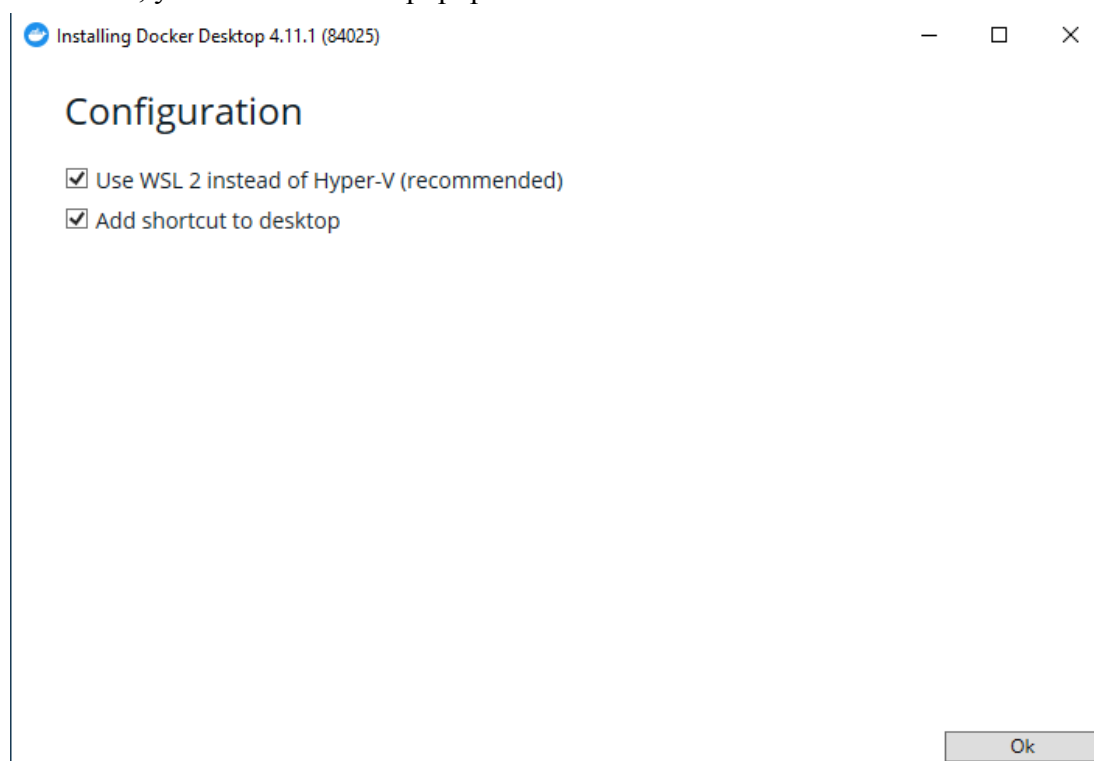 Installing Docker Desktop 4.11.1 (84025)
Configuration
Use WSL 2 instead of Hyper-V (recommended)
Add shortcut to desktop
Ok